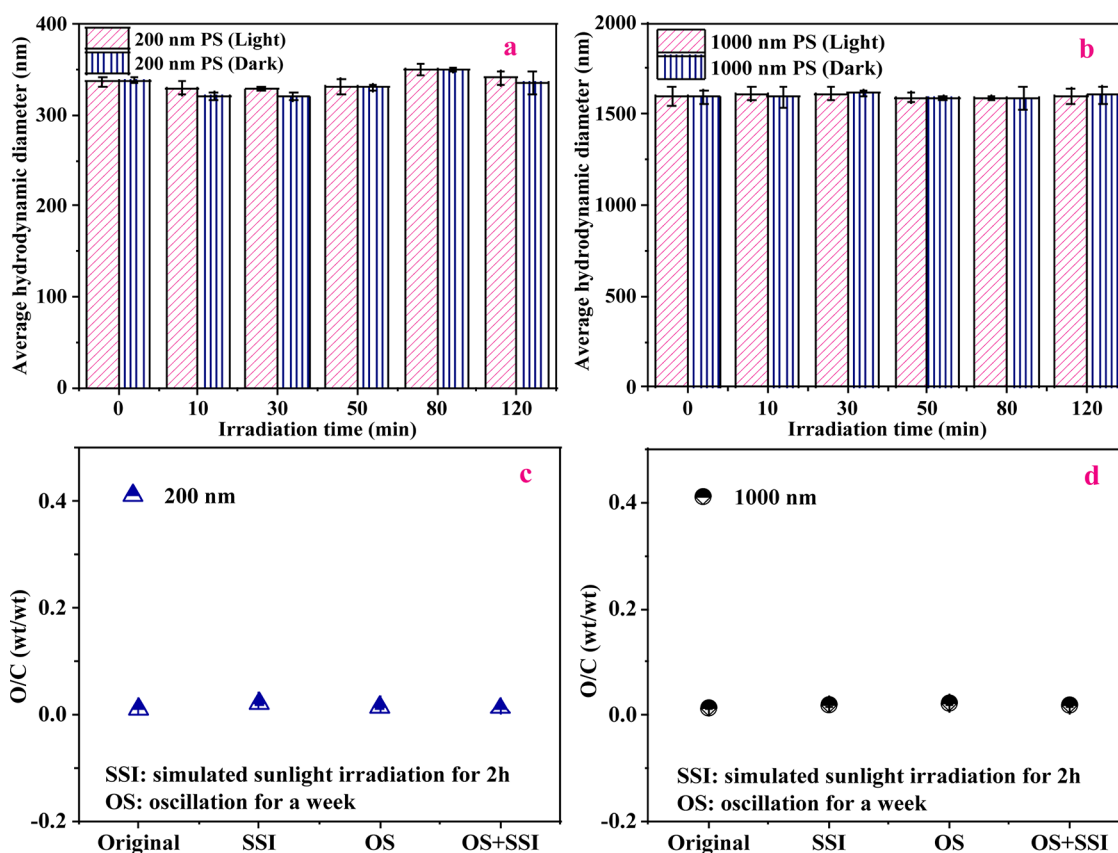 a
200 nm PS (Light)
200 nm PS (Dark)
Average hydrodynamic diameter (nm)
400
300
200
100
0
0 10 30 50 80 120
Irradiation time (min)
b
1000 nm PS (Light)
1000 nm PS (Dark)
Average hydrodynamic diameter (nm)
2000
1500
1000
500
0
0 10 30 50 80 120
Irradiation time (min)
c
200 nm
O/C (wt/wt)
0.4
0.2
0.0
-0.2
SSI: simulated sunlight irradiation for 2h
OS: oscillation for a week
Original SSI OS OS+SSI
d
1000 nm
O/C (wt/wt)
0.4
0.2
0.0
-0.2
SSI: simulated sunlight irradiation for 2h
OS: oscillation for a week
Original SSI OS OS+SSI